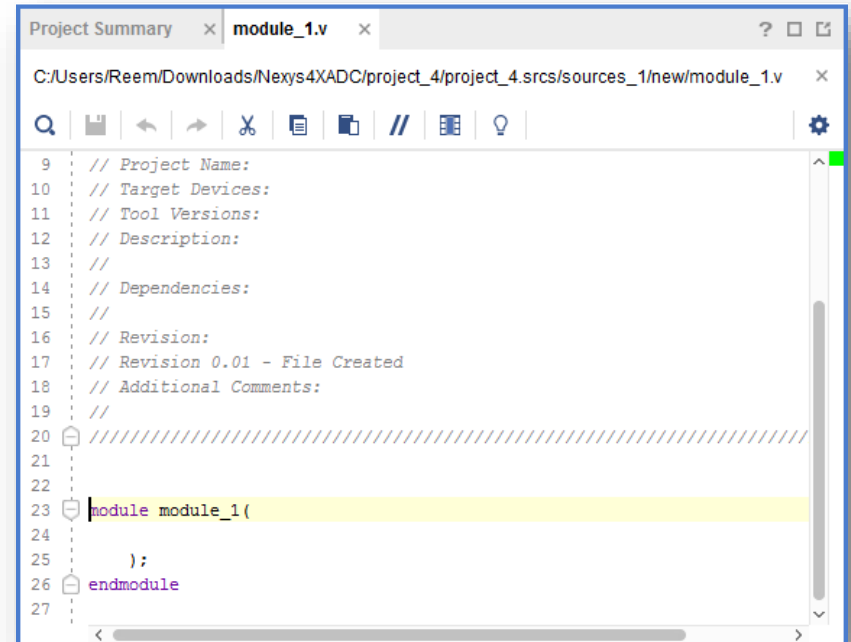 Project Summary × module_1.v ×
?
C:/Users/Reem/Downloads/Nexys4XADC/project_4/project_4.srcs/sources_1/new/module_1.v ×
//
9 // Project Name:
10 // Target Devices:
11 // Tool Versions:
12 // Description:
13 //
14 // Dependencies:
15 //
16 // Revision:
17 // Revision 0.01 - File Created
18 // Additional Comments:
19 //
20 ////////////////////////////////////////////////////////////////////////
21
22
23 module module_1(
24
25 );
26 endmodule
27